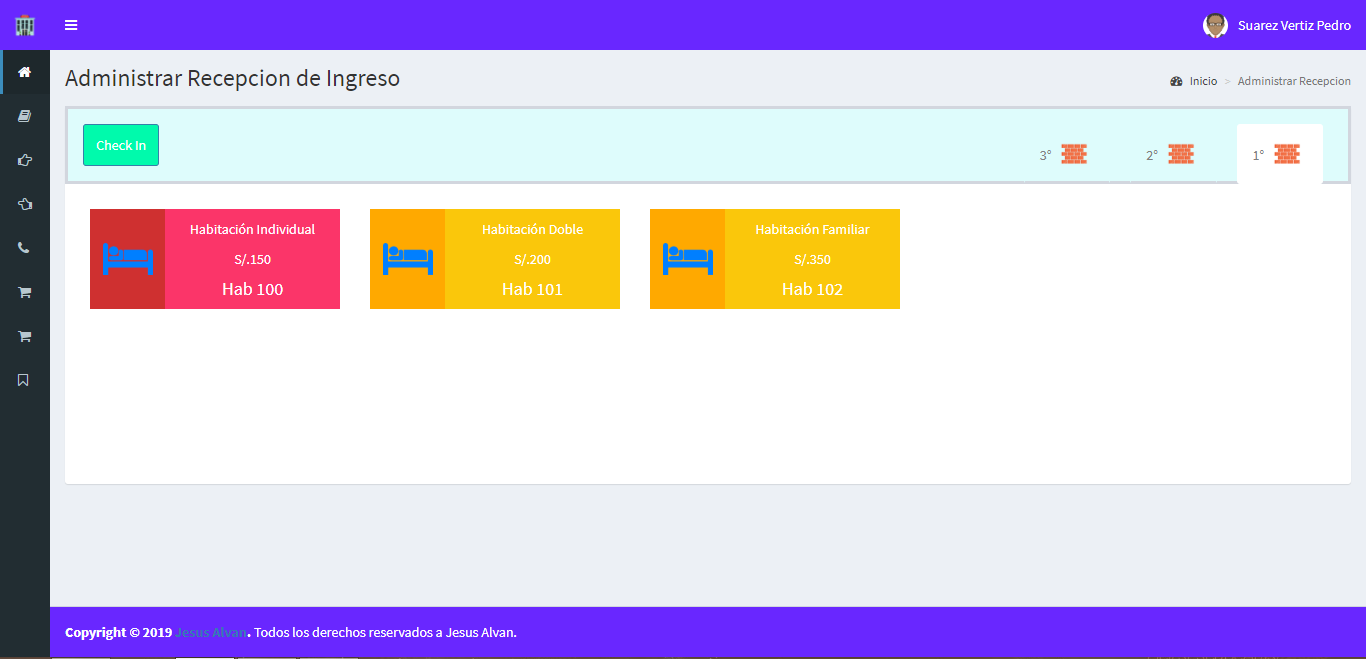 Suarez Vertiz Pedro
Administrar Recepcion de Ingreso
Inicio > Administrar Recepcion
Check in
3° 2° 1°
Habitación Individual
S/.150
Hab 100
Habitación Doble
S/.200
Hab 101
Habitación Familiar
S/.350
Hab 102
Copyright © 2019 Jesus Alvan. Todos los derechos reservados a Jesus Alvan.